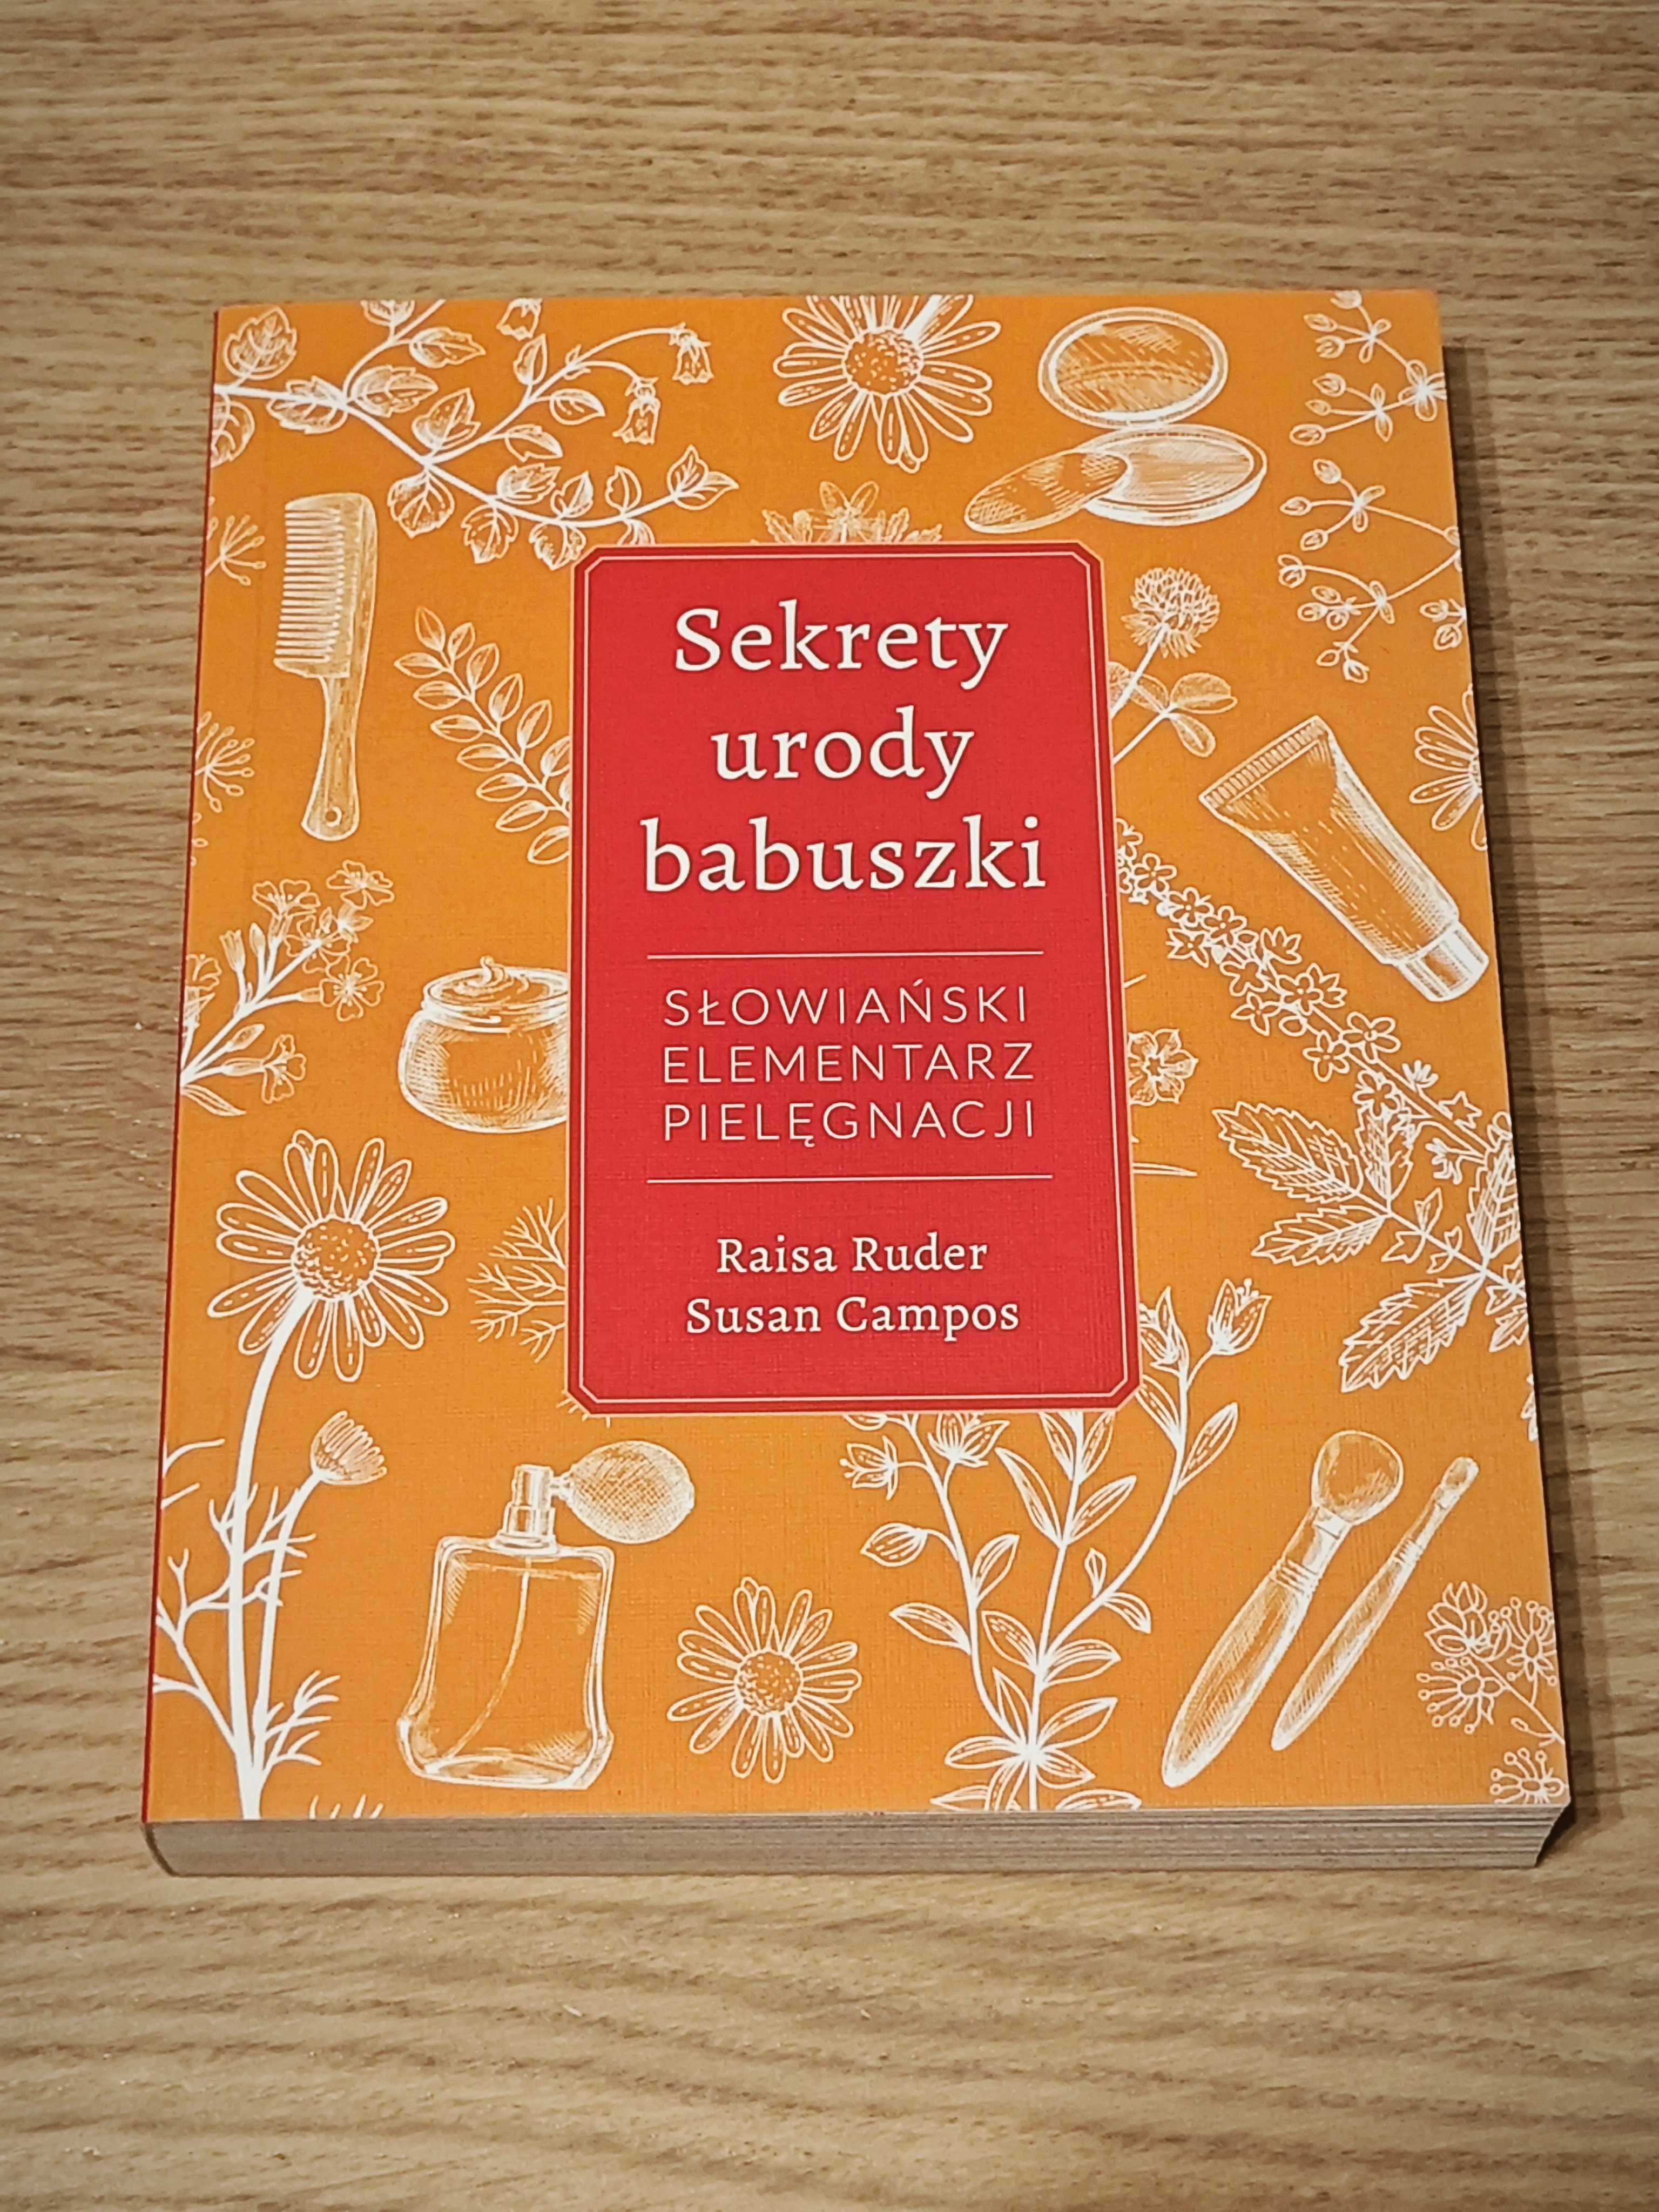 Sekrety
urody
babuszki
SŁOWIAŃSKI
ELEMENTARZ
PIELĘGNACJI
Raisa Ruder
Susan Campos